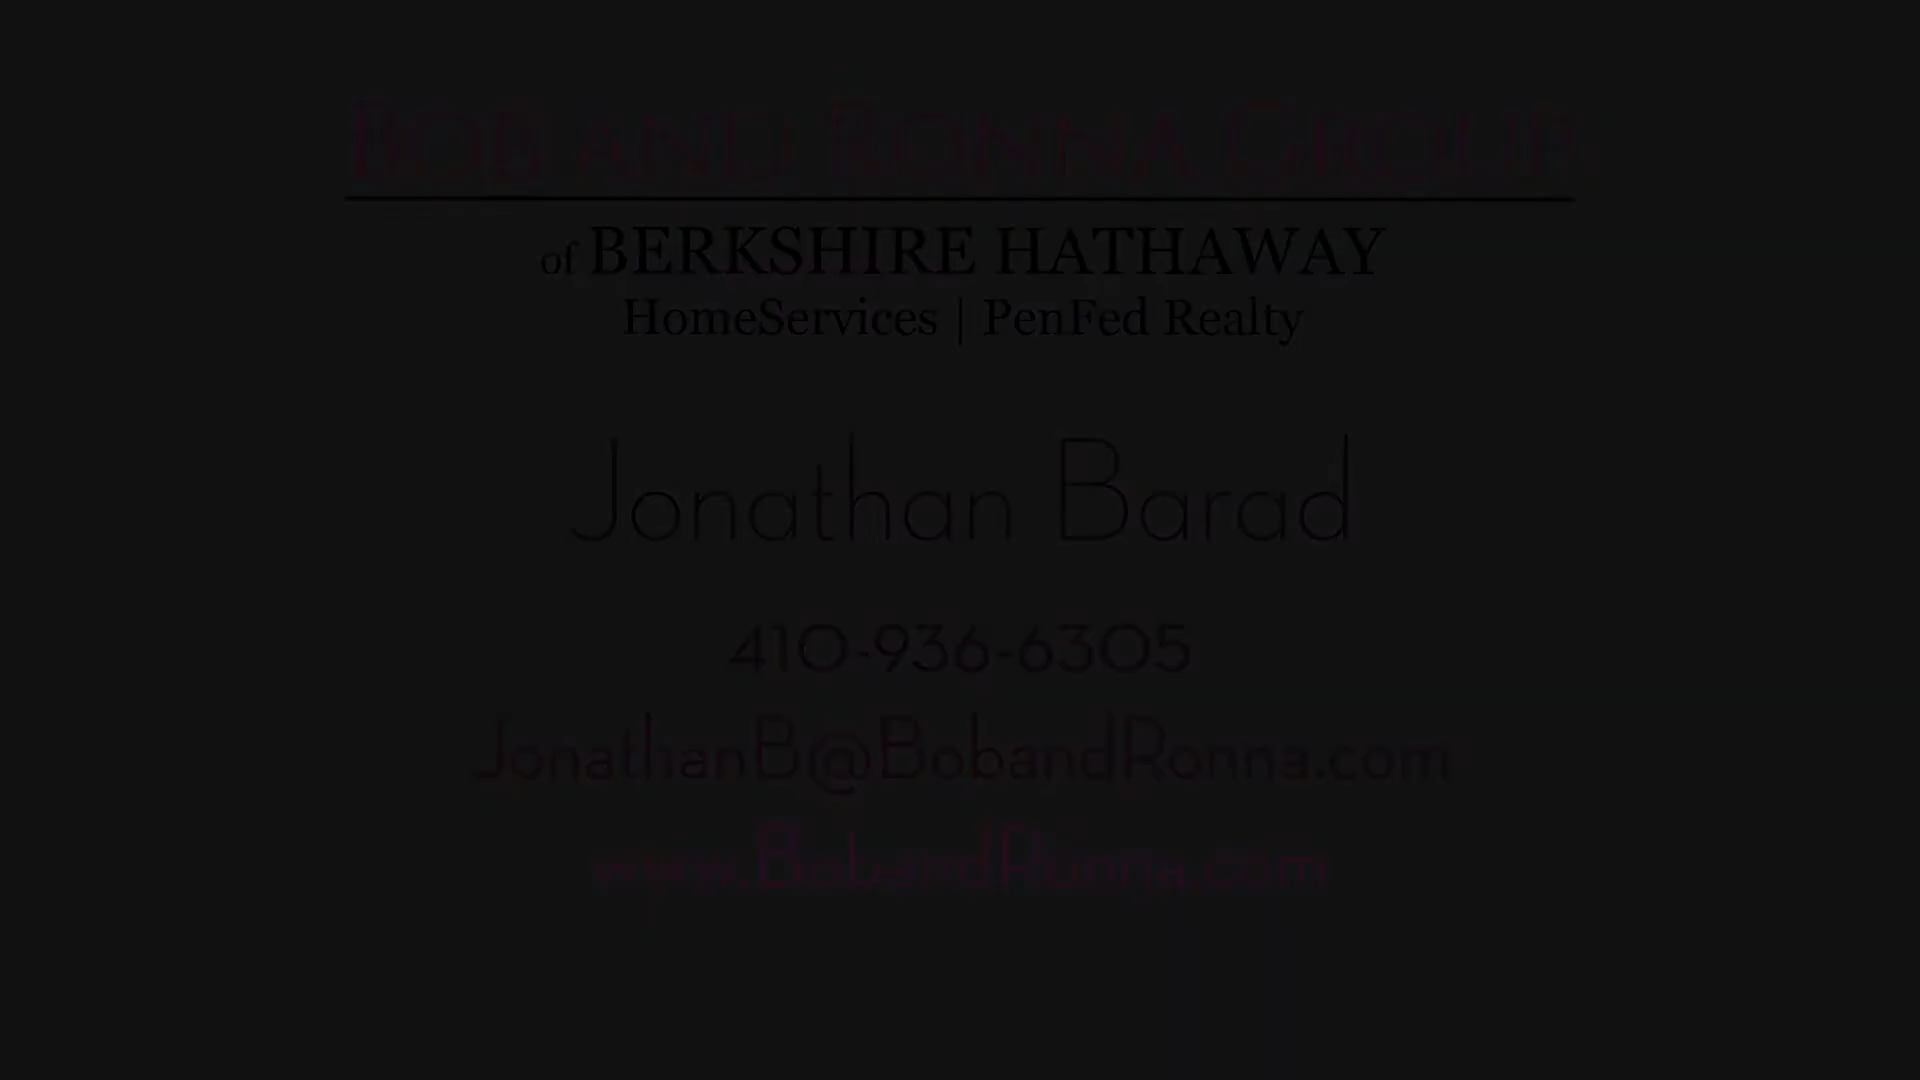 BOB AND RONNA GROUP
of BERKSHIRE HATHAWAY
HomeServices | PenFed Realty
Jonathan Barad
410-936-6305
JonathanB@BobandRonna.com
www.BobandRonna.com